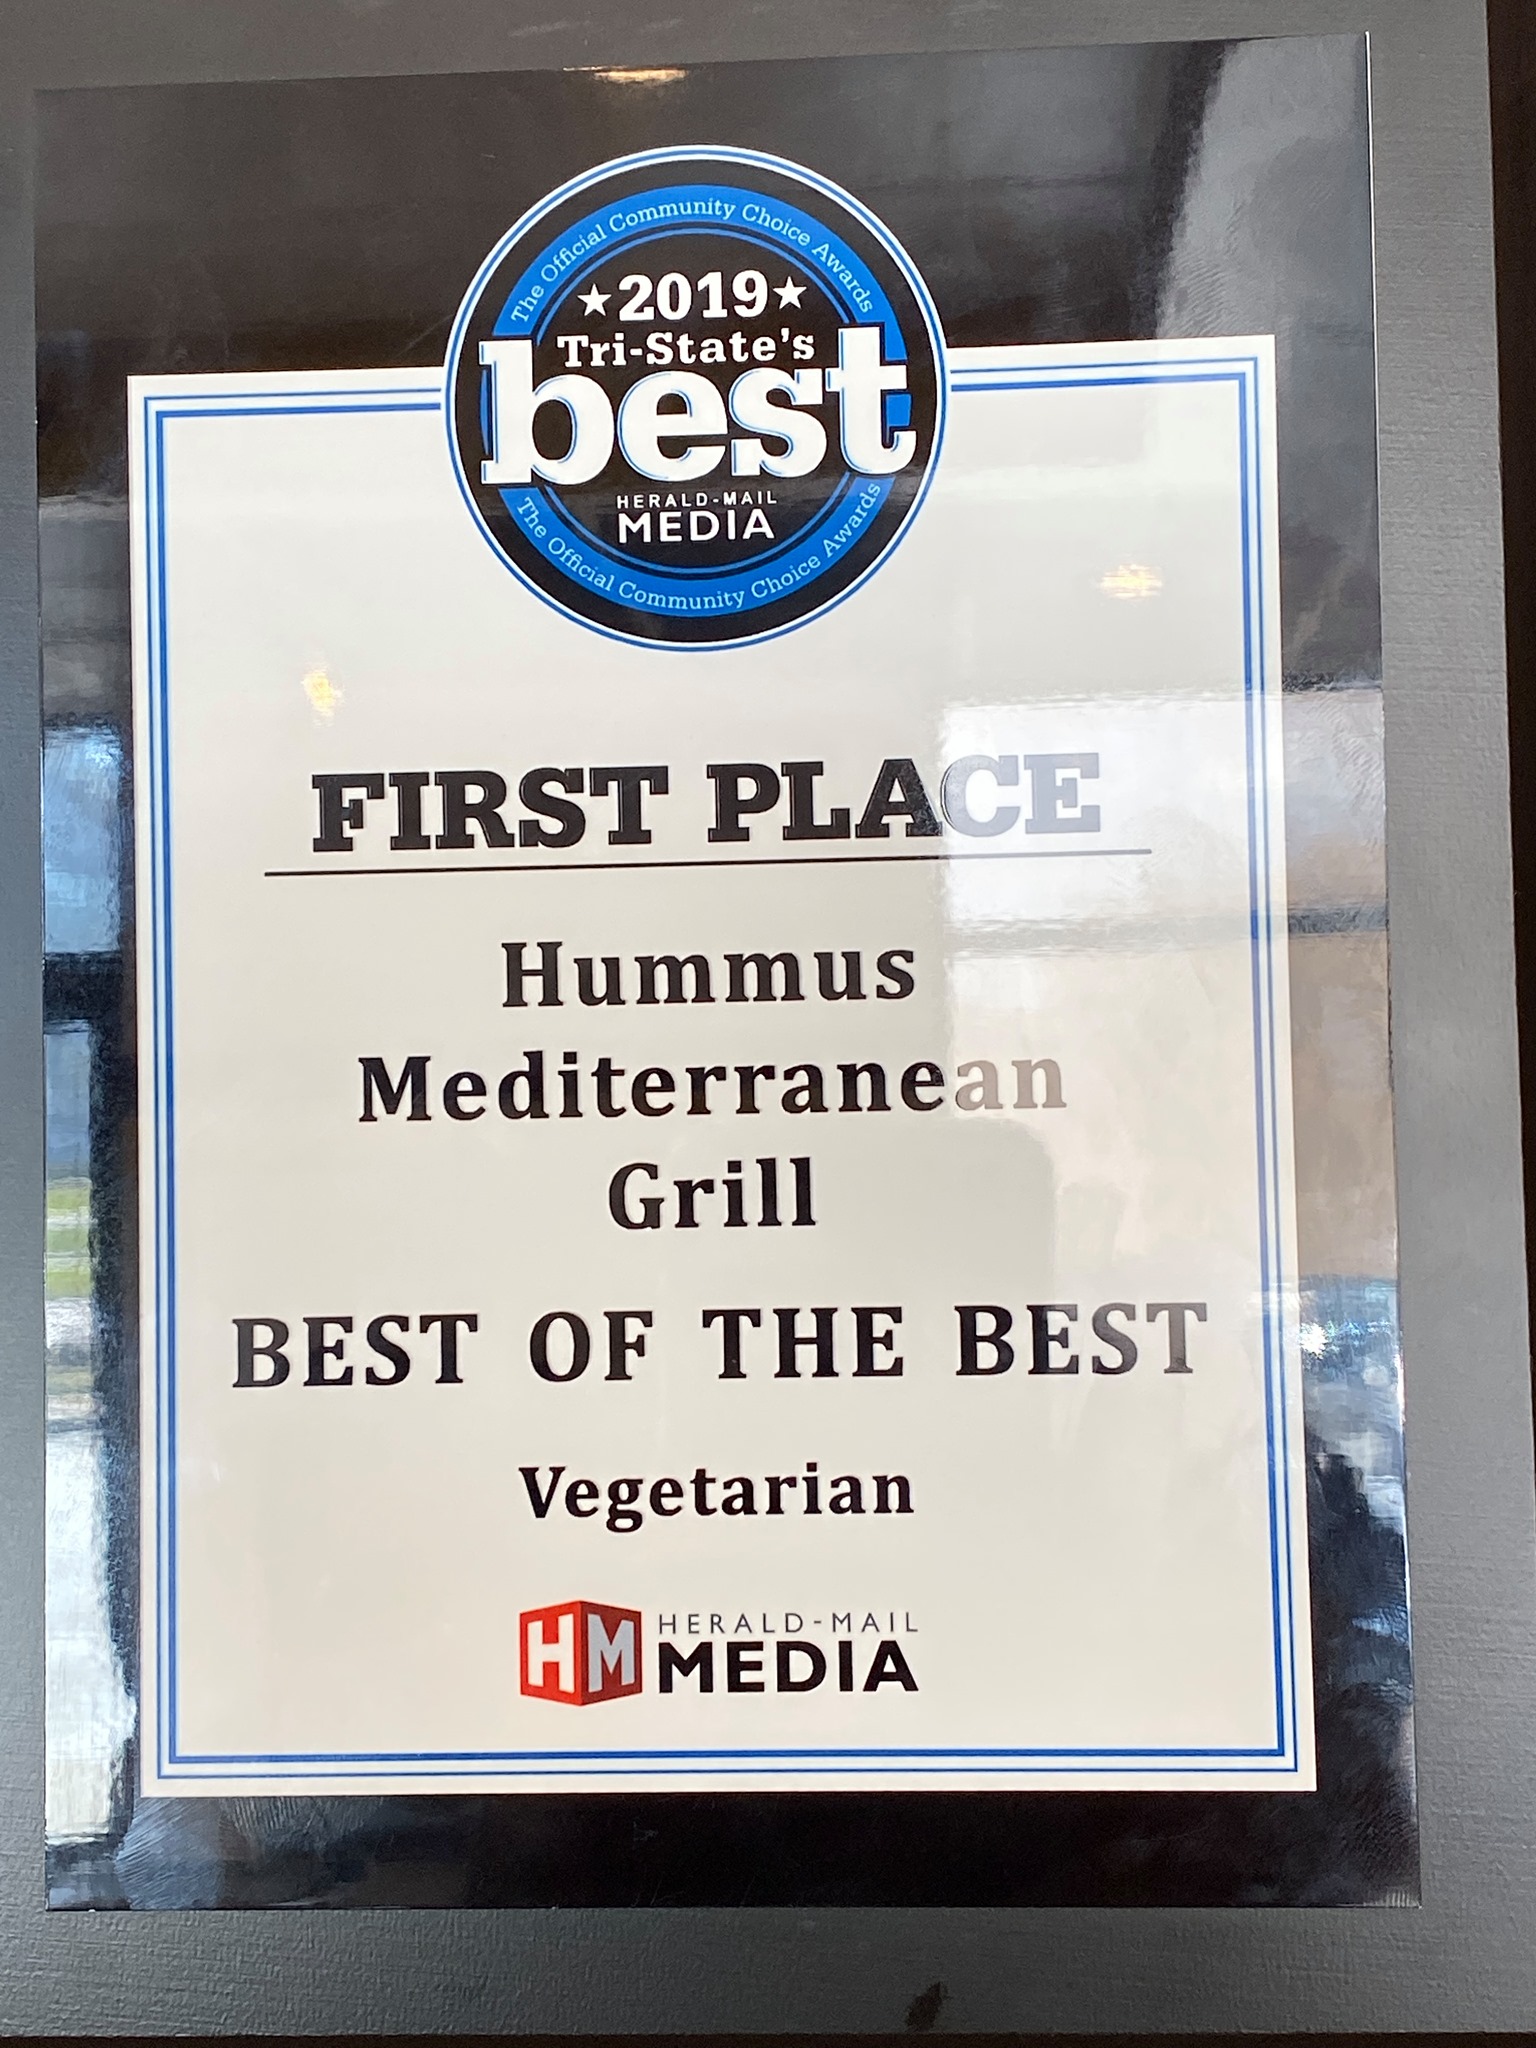 The Official Community Choice Awards
★2019★
Tri-State's
best
HERALD-MAIL
MEDIA
The Official Community Choice Awards
FIRST PLACE
Hummus
Mediterranean
Grill
BEST OF THE BEST
Vegetarian
HM HERALD-MAIL
MEDIA